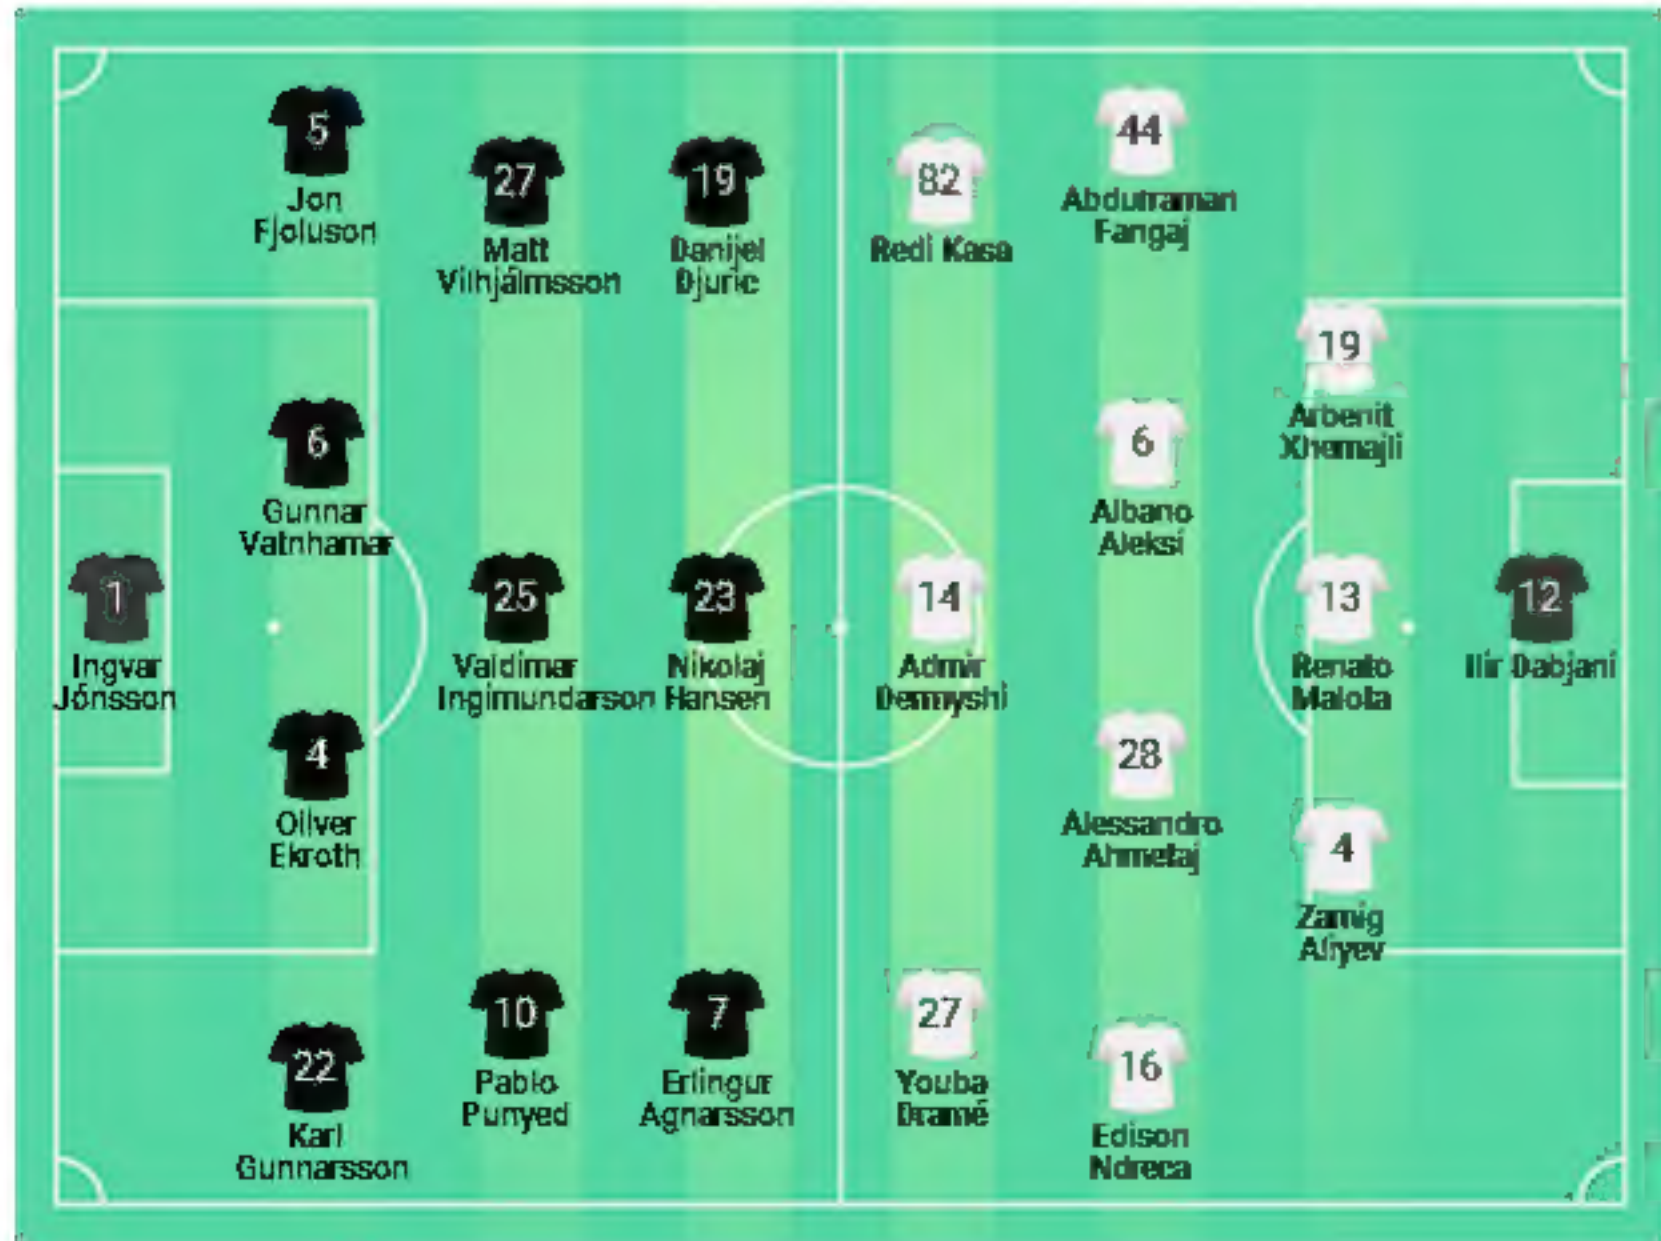 5
Jon
Fjoluson
27
Matt
Vilhjálmsson
19
Danijel
Djuric
82
Redi Kasa
44
Abdurraman
Fangaj
6
Gunnar
Vatnhamar
19
Arbenit
Xhemajli
6
Albano
Aleksi
1
Ingvar
Jónsson
25
Valdimar
Ingimundarson
23
Nikolaj
Hansen
14
Admir
Dermyshi
13
Renato
Malota
12
Ilir Dabjani
4
Oliver
Ekroth
28
Alessandro
Ahmetaj
4
Zamig
Aliyev
22
Karl
Gunnarsson
10
Pablo
Punyed
7
Erlingur
Agnarsson
27
Youba
Dramé
16
Edison
Ndreca